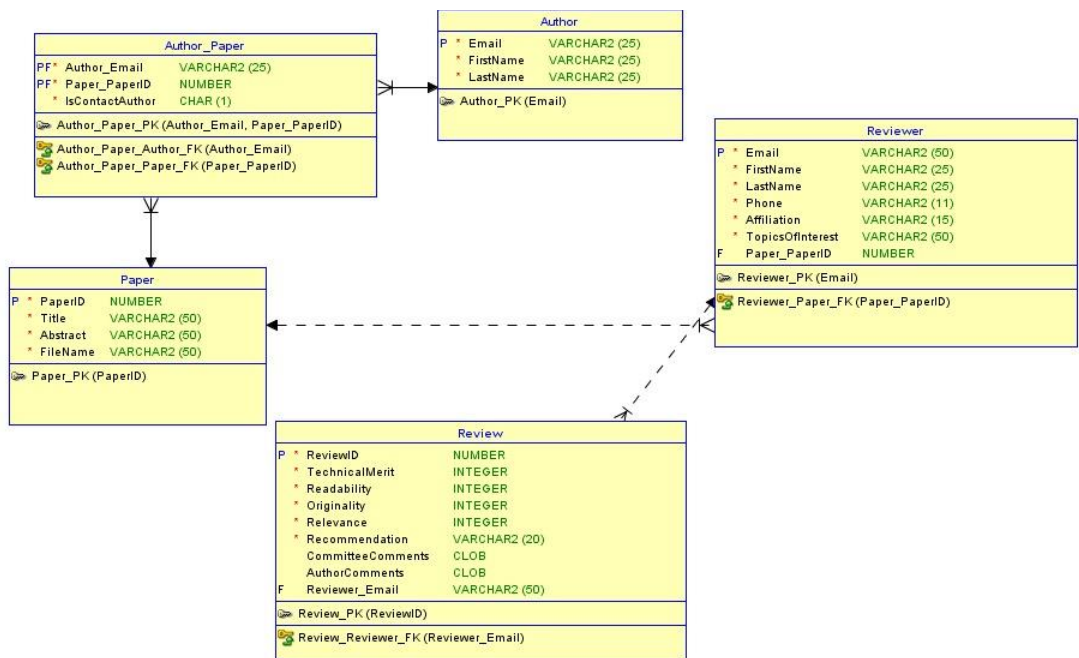 Author_Paper
PF* Author_Email VARCHAR2 (25)
PF* Paper_PaperID NUMBER
* IsContactAuthor CHAR (1)
Author_Paper_PK (Author_Email, Paper_PaperID)
Author_Paper_Author_FK (Author_Email)
Author_Paper_Paper_FK (Paper_PaperID)
Author
P * Email VARCHAR2 (25)
* FirstName VARCHAR2 (25)
* LastName VARCHAR2 (25)
Author_PK (Email)
Reviewer
P * Email VARCHAR2 (50)
* FirstName VARCHAR2 (25)
* LastName VARCHAR2 (25)
* Phone VARCHAR2 (11)
* Affiliation VARCHAR2 (15)
* TopicsOfInterest VARCHAR2 (50)
F Paper_PaperID NUMBER
Reviewer_PK (Email)
Reviewer_Paper_FK (Paper_PaperID)
Paper
P * PaperID NUMBER
* Title VARCHAR2 (50)
* Abstract VARCHAR2 (50)
* FileName VARCHAR2 (50)
Paper_PK (PaperID)
Review
P * ReviewID NUMBER
* TechnicalMerit INTEGER
* Readability INTEGER
* Originality INTEGER
* Relevance INTEGER
* Recommendation VARCHAR2 (20)
CommitteeComments CLOB
AuthorComments CLOB
F Reviewer_Email VARCHAR2 (50)
Review_PK (ReviewID)
Review_Reviewer_FK (Reviewer_Email)